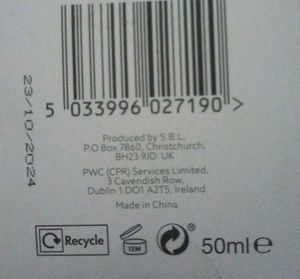 23/10/2024
5 033996 027190 >
Produced by S.B.L,
P.O Box 7860, Christchurch,
BH23 9JD. UK
PWC (CPR) Services Limited,
3 Cavendish Row,
Dublin 1 DO1 A2T5, Ireland
Made in China
Recycle
12M
50ml e